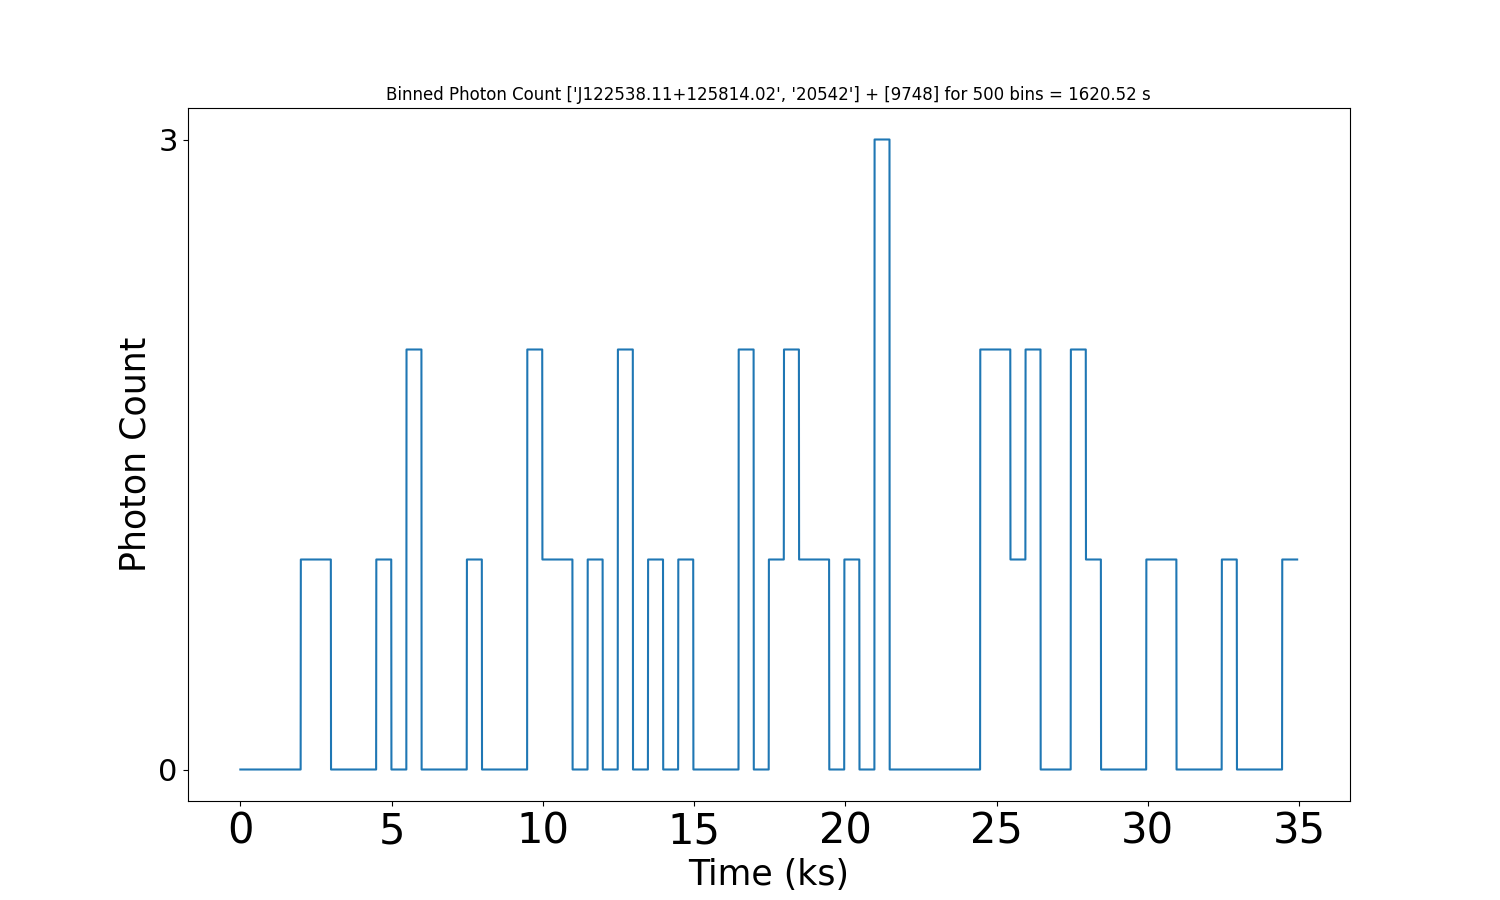 Binned Photon Count ['J122538.11+125814.02', '20542'] + [9748] for 500 bins = 1620.52 s
3
Photon Count
0
0 5 10 15 20 25 30 35
Time (ks)